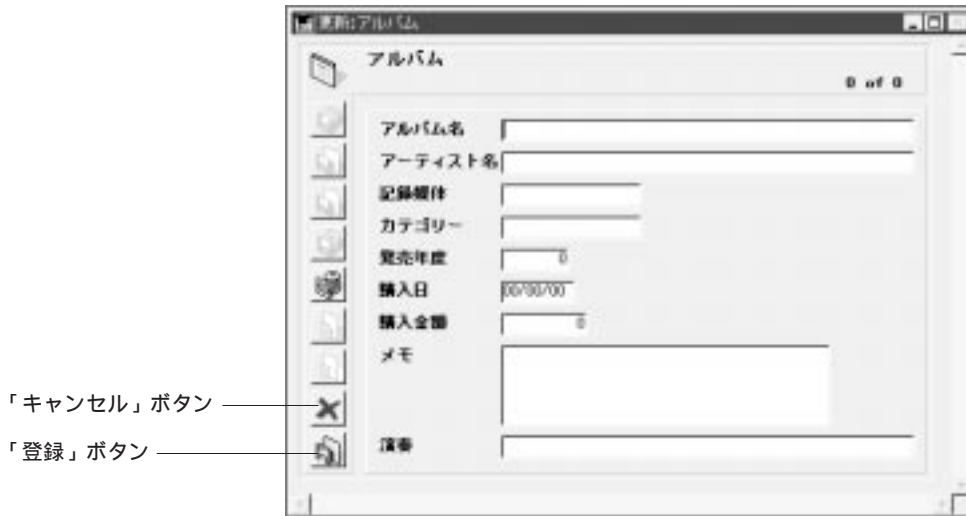 更新:アルバム
アルバム
0 of 0
アルバム名
アーティスト名
記録媒体
カテゴリー
発売年度 0
購入日 00/00/00
購入金額 0
メモ
「キャンセル」ボタン
「登録」ボタン
演奏